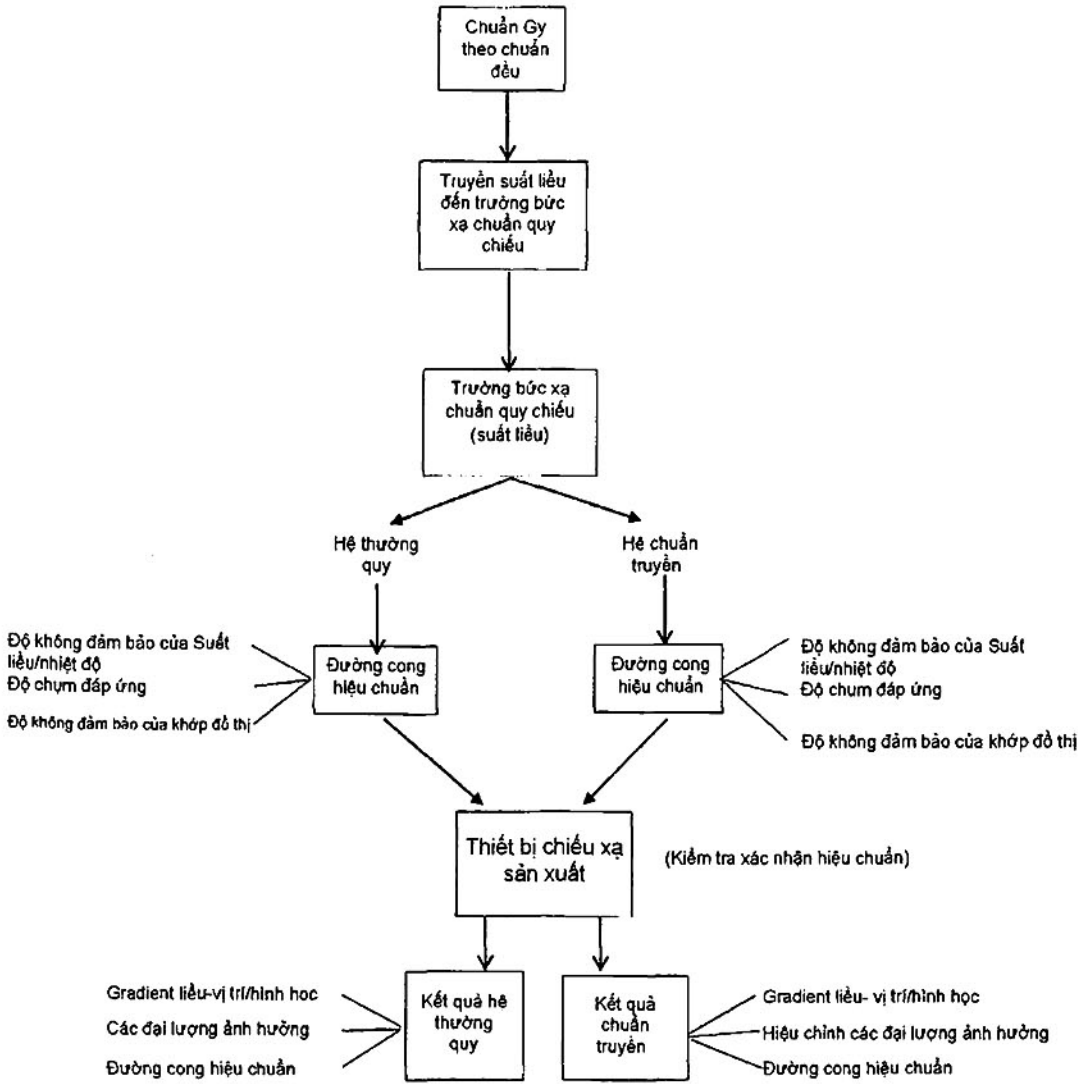 Chuẩn Gy
theo chuẩn
đều
Truyền suất liều
đến trường bức
xạ chuẩn quy
chiếu
Trường bức xạ
chuẩn quy chiếu
(suất liều)
Hệ thường
quy
Hê chuẩn
truyền
Độ không đảm bảo của Suất
liều/nhiệt độ
Độ chụm đáp ứng
Độ không đảm bảo của khớp đồ thị
Đường cong
hiệu chuẩn
Đường cong
hiệu chuẩn
Độ không đảm bảo của Suất
liều/nhiệt độ
Độ chụm đáp ứng
Độ không đảm bảo của khớp đồ thị
Thiết bị chiếu xạ
sản xuất
(Kiểm tra xác nhận hiệu chuẩn)
Gradient liều-vị trí/hình hoc
Các đại lượng ảnh hưởng
Đường cong hiệu chuẩn
Kết quả hê
thường
quy
Kết quả
chuẩn
truyền
Gradient liều- vị trí/hình học
Hiệu chỉnh các đại lượng ảnh hưởng
Đường cong hiệu chuẩn